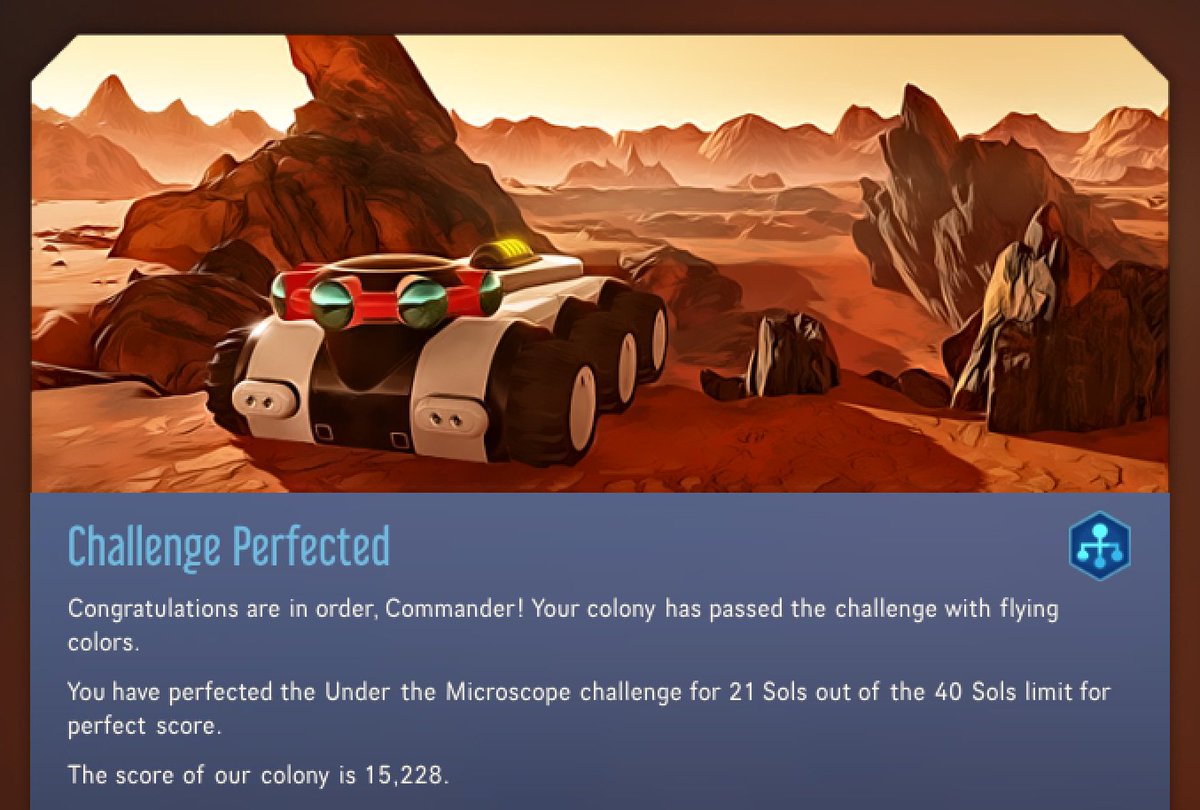 Challenge Perfected
Congratulations are in order, Commander! Your colony has passed the challenge with flying
colors.
You have perfected the Under the Microscope challenge for 21 Sols out of the 40 Sols limit for
perfect score.
The score of our colony is 15,228.